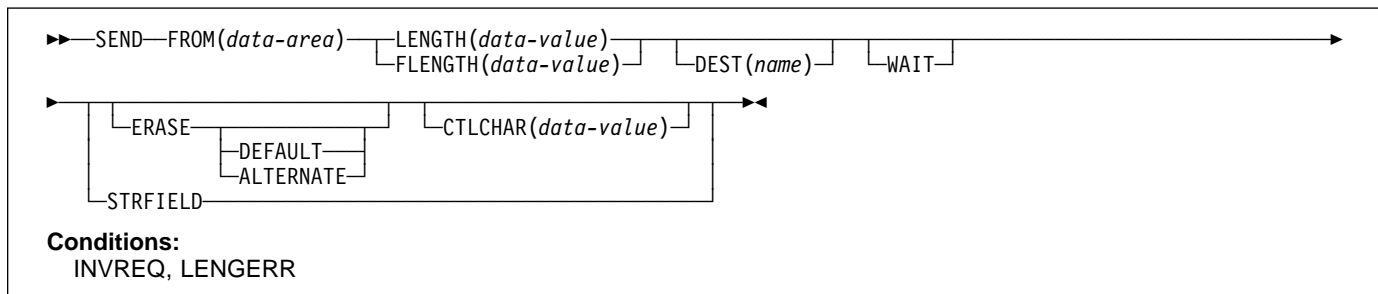 SEND FROM(data-area) LENGTH(data-value)
FLENGTH(data-value) DEST(name) WAIT
ERASE CTLCHAR(data-value)
DEFAULT
ALTERNATE
STRFIELD
Conditions:
INVREQ, LENGERR